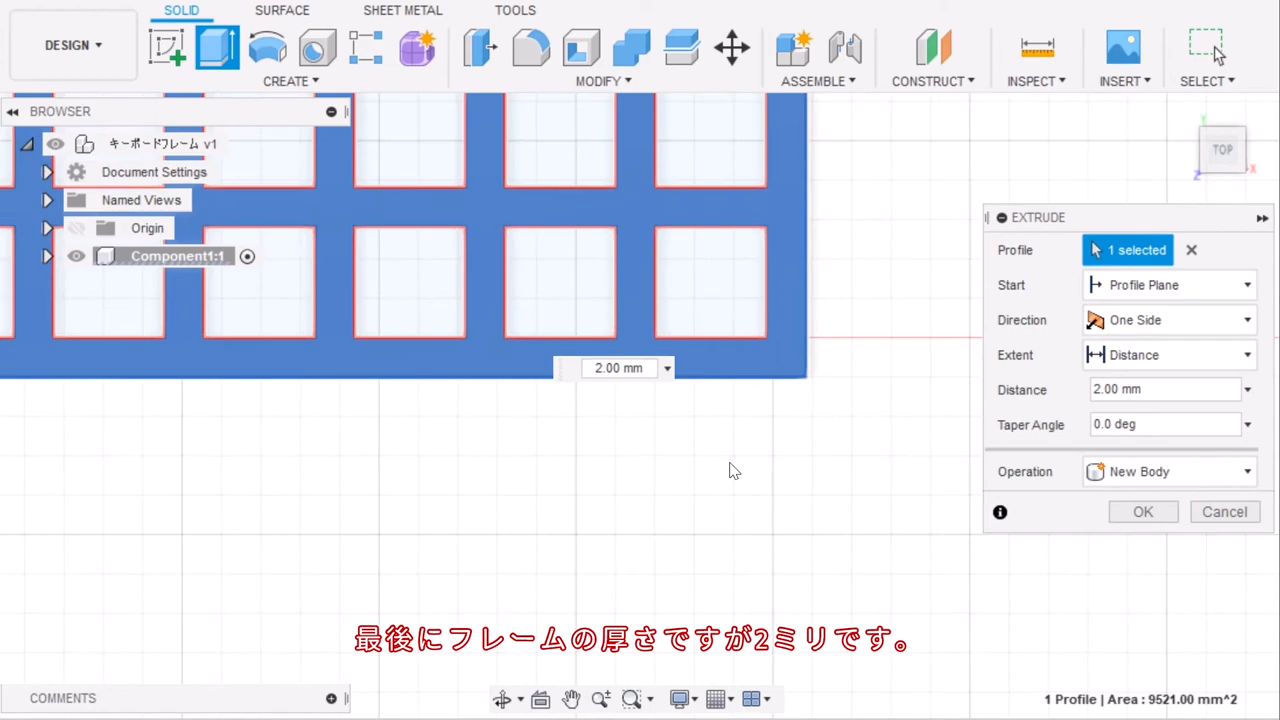 SOLID SURFACE SHEET METAL TOOLS
DESIGN
CREATE MODIFY ASSEMBLE CONSTRUCT INSPECT INSERT SELECT
BROWSER
キーボードフレーム v1
Document Settings
Named Views
Origin
Component1:1
TOP
X
Y
Z
EXTRUDE
Profile 1 selected
Start Profile Plane
Direction One Side
Extent Distance
Distance 2.00 mm
Taper Angle 0.0 deg
Operation New Body
OK Cancel
2.00 mm
最後にフレームの厚さですが2ミリです。
COMMENTS
1 Profile | Area : 9521.00 mm^2